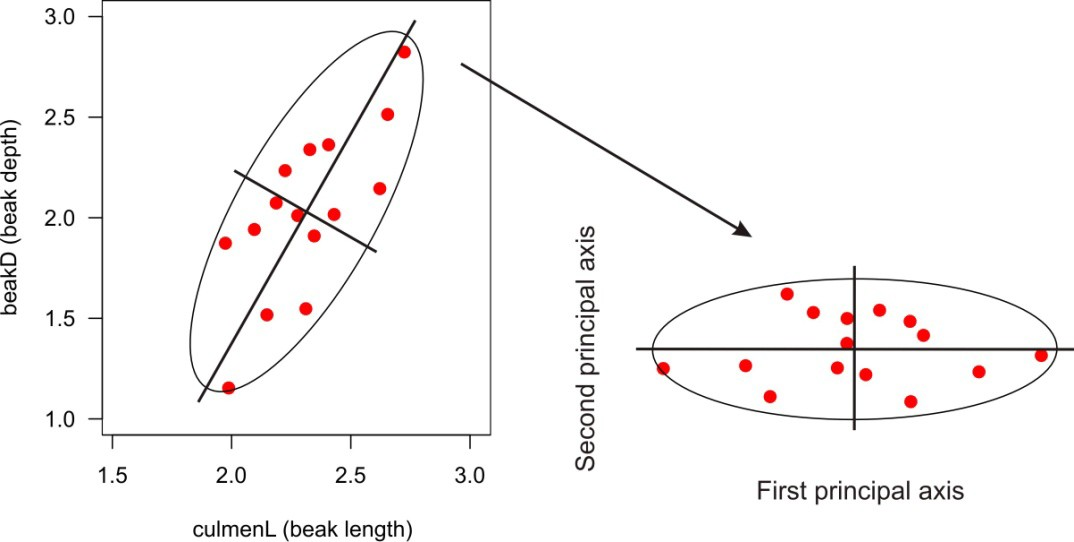 3.0
2.5
2.0
1.5
1.0
beakD (beak depth)
1.5 2.0 2.5 3.0
culmenL (beak length)
Second principal axis
First principal axis